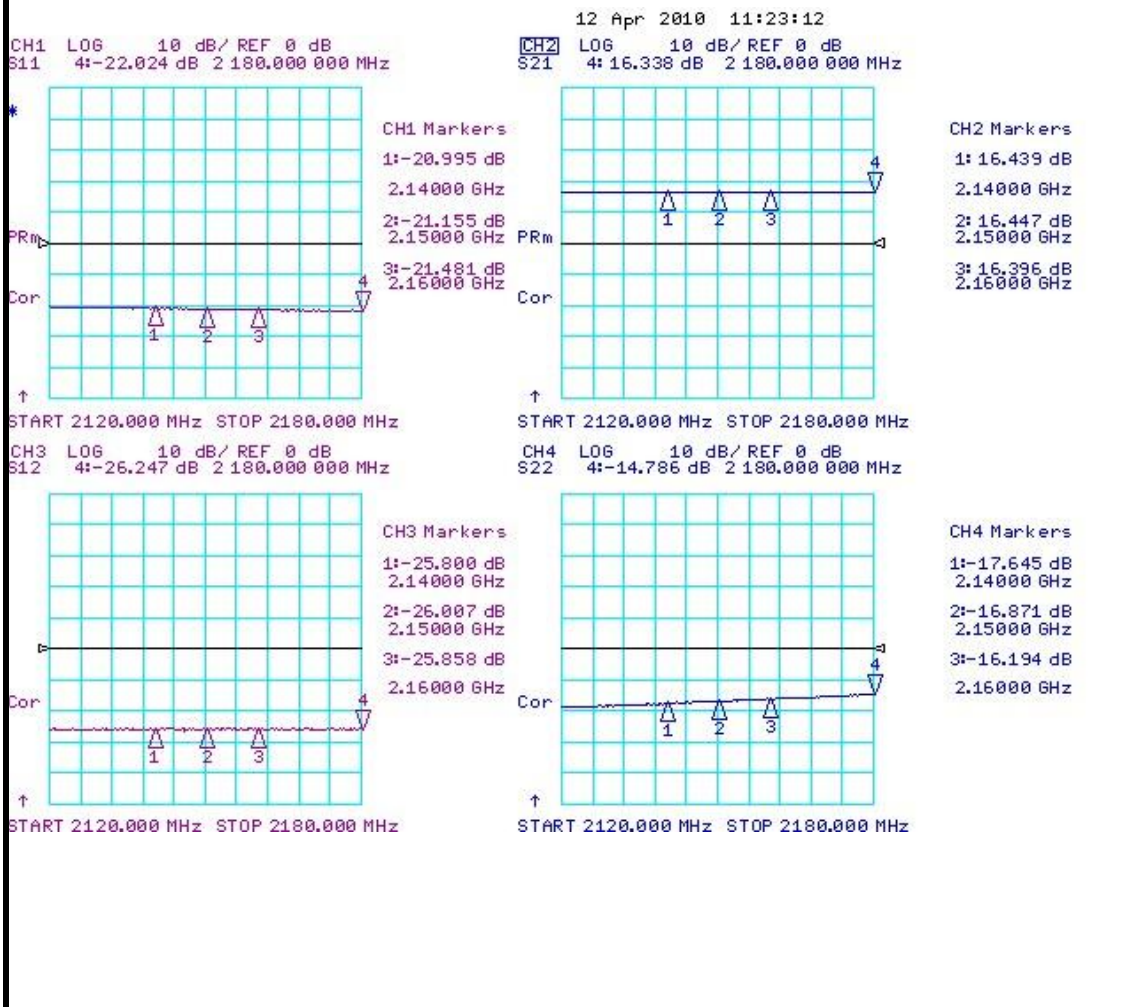 12 Apr 2010 11:23:12
CH1 LOG 10 dB/ REF 0 dB
S11 4:-22.024 dB 2 180.000 000 MHz
*
CH1 Markers
1:-20.995 dB
2.14000 GHz
2:-21.155 dB
2.15000 GHz
3:-21.481 dB
2.16000 GHz
PRm
Cor
4
1 2 3
↑
START 2120.000 MHz STOP 2180.000 MHz
CH2 LOG 10 dB/ REF 0 dB
S21 4: 16.338 dB 2 180.000 000 MHz
CH2 Markers
1: 16.439 dB
2.14000 GHz
2: 16.447 dB
2.15000 GHz
3: 16.396 dB
2.16000 GHz
PRm
Cor
4
1 2 3
↑
START 2120.000 MHz STOP 2180.000 MHz
CH3 LOG 10 dB/ REF 0 dB
S12 4:-26.247 dB 2 180.000 000 MHz
CH3 Markers
1:-25.800 dB
2.14000 GHz
2:-26.007 dB
2.15000 GHz
3:-25.858 dB
2.16000 GHz
Cor
4
1 2 3
↑
START 2120.000 MHz STOP 2180.000 MHz
CH4 LOG 10 dB/ REF 0 dB
S22 4:-14.786 dB 2 180.000 000 MHz
CH4 Markers
1:-17.645 dB
2.14000 GHz
2:-16.871 dB
2.15000 GHz
3:-16.194 dB
2.16000 GHz
Cor
4
1 2 3
↑
START 2120.000 MHz STOP 2180.000 MHz